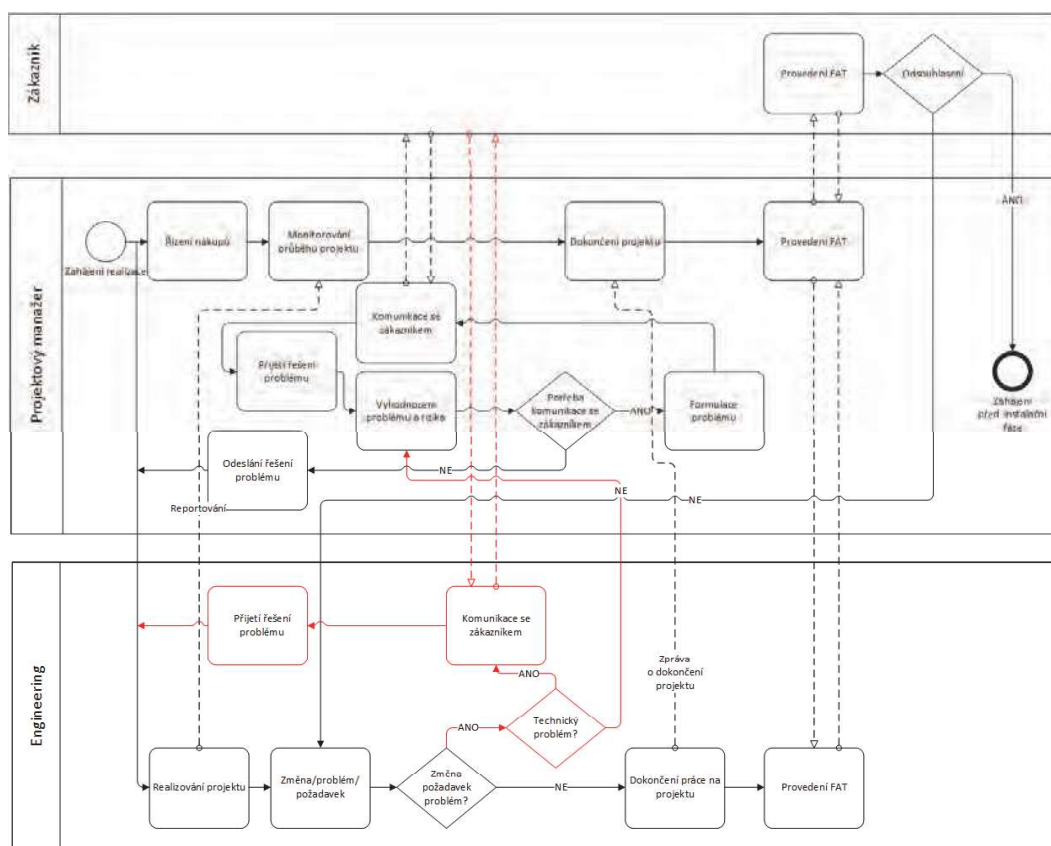 Zákazník
Provedení FAT
Odsouhlasení
ANO
Projektový manažer
Zahájení realizace
Řízení nákupů
Monitorování
průběhu projektu
Dokončení projektu
Provedení FAT
Komunikace se
zákazníkem
Přijetí řešení
problému
Vyhodnocení
problému a rizika
Potřeba
komunikace se
zákazníkem
ANO
Formulace
problému
Zahájení
před instalační
fáze
Odeslání řešení
problému
NE
Reportování
NE
NE
Engineering
Přijetí řešení
problému
Komunikace se
zákazníkem
ANO
Zpráva
o dokončení
projektu
ANO
Technický
problém?
Realizování projektu
Změna/problém/
požadavek
Změna
požadavek
problém?
NE
Dokončení práce na
projektu
Provedení FAT